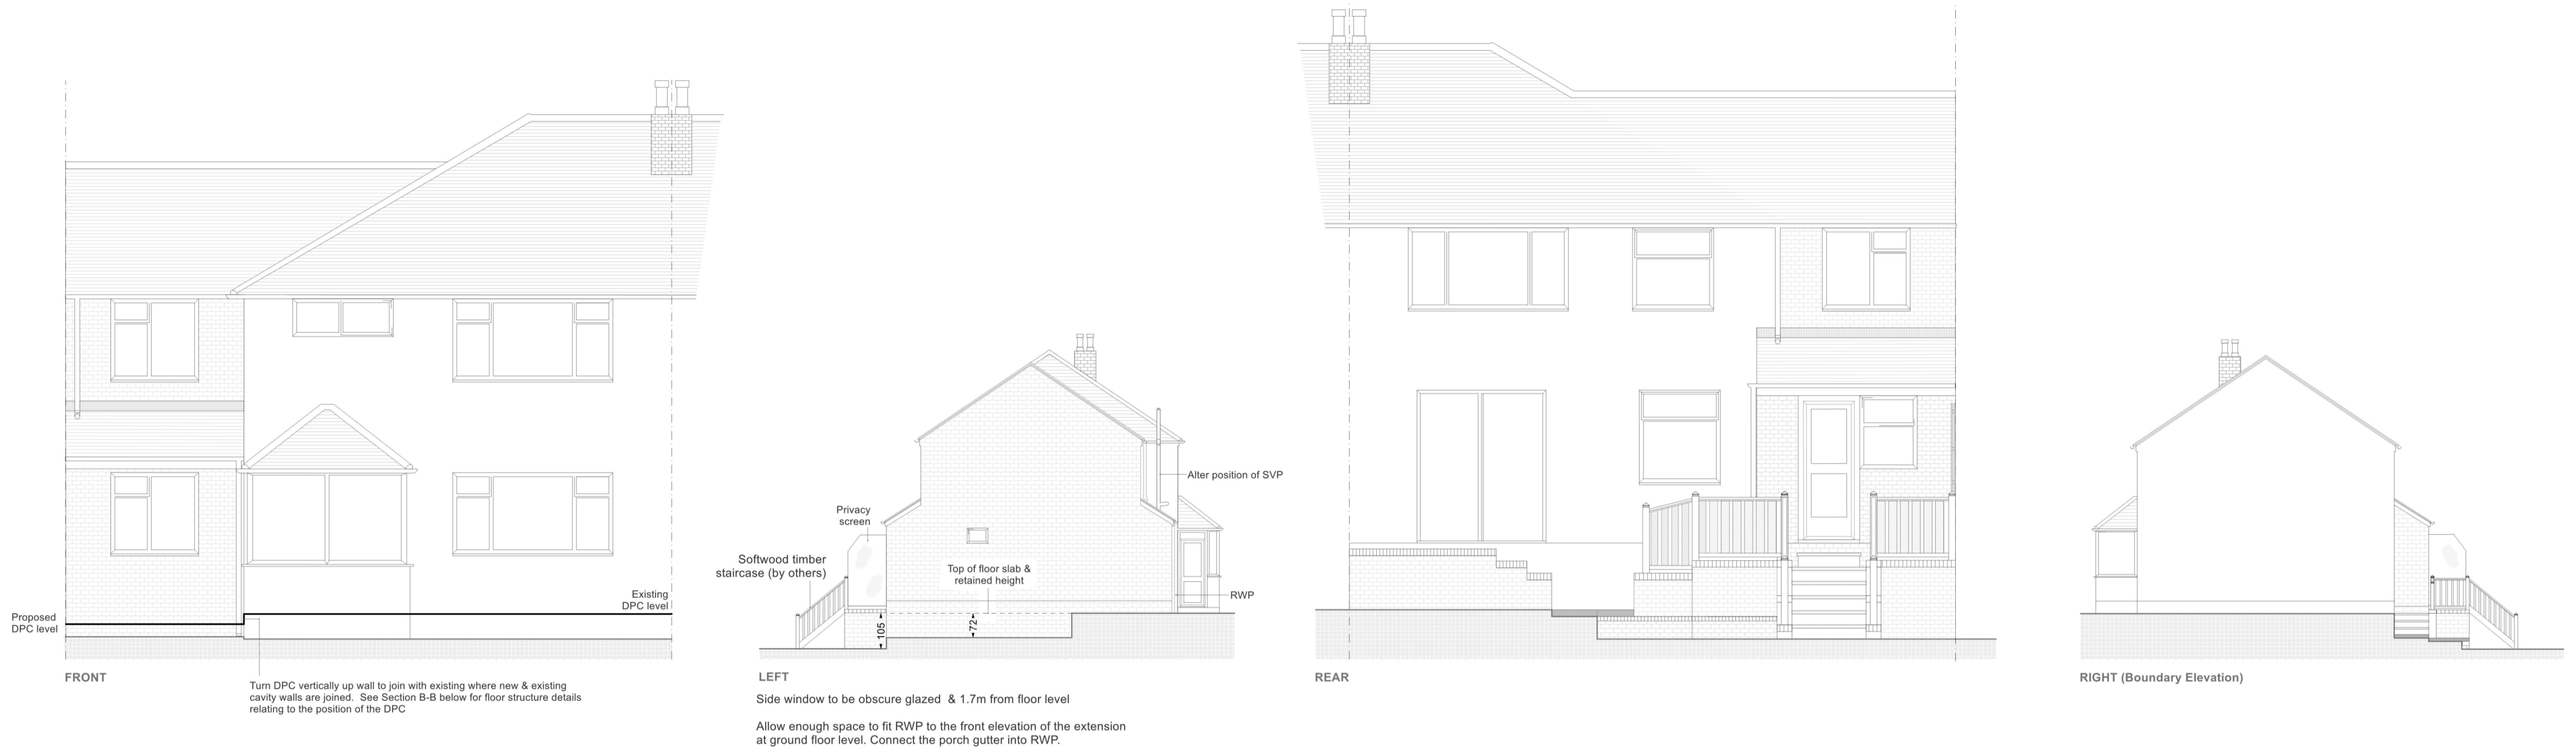 Existing
DPC level
Proposed
DPC level
FRONT
Turn DPC vertically up wall to join with existing where new & existing
cavity walls are joined.  See Section B-B below for floor structure details
relating to the position of the DPC
Alter position of SVP
Privacy
screen
Softwood timber
staircase (by others)
Top of floor slab &
retained height
RWP
105
72
LEFT
Side window to be obscure glazed  & 1.7m from floor level
Allow enough space to fit RWP to the front elevation of the extension
at ground floor level. Connect the porch gutter into RWP.
REAR
RIGHT (Boundary Elevation)